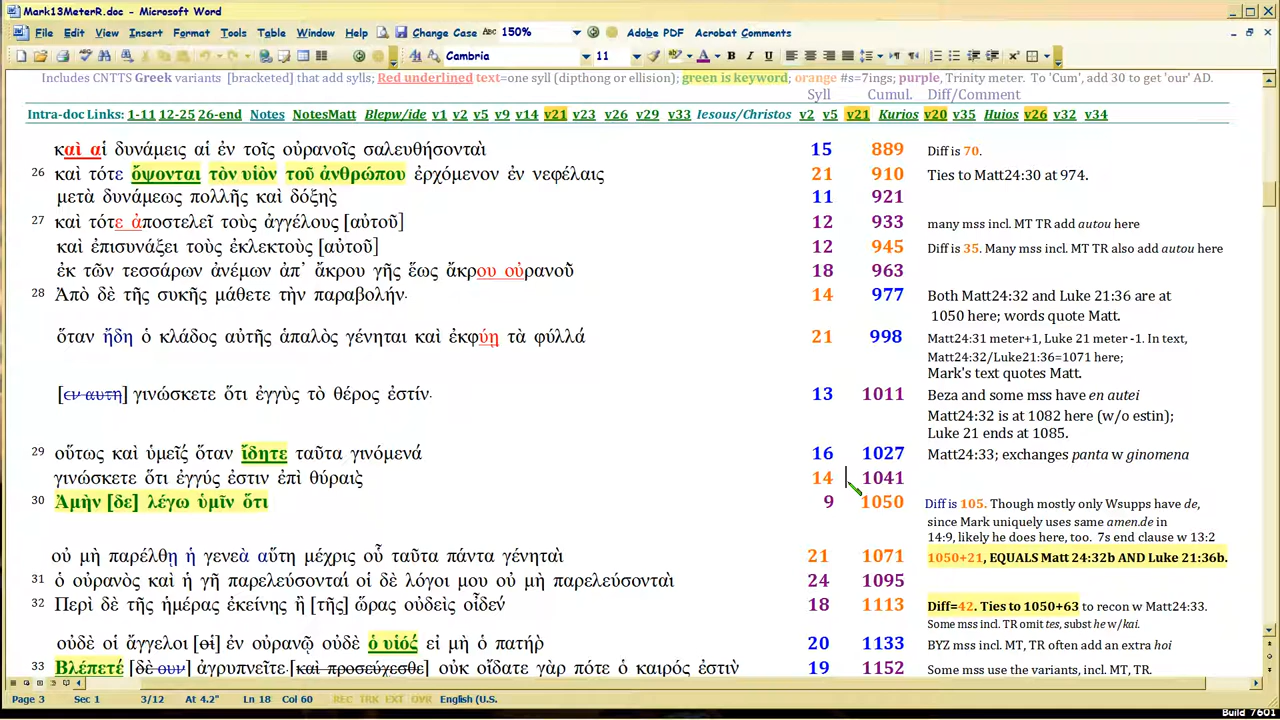 Mark13MeterR.doc - Microsoft Word
File Edit View Insert Format Tools Table Window Help Change Case 150% Adobe PDF Acrobat Comments
Cambria 11
Includes CNTTS Greek variants [bracketed] that add sylls; Red underlined text=one syll (dipthong or ellision); green is keyword; orange #s=7ings; purple, Trinity meter. To 'Cum', add 30 to get 'our' AD.
Syll Cumul. Diff/Comment
Intra-doc Links: 1-11 12-25 26-end Notes NotesMatt Blepw/ide v1 v2 v5 v9 v14 v21 v23 v26 v29 v33 Iesous/Christos v2 v5 v21 Kurios v20 v35 Huios v26 v32 v34
καὶ αἱ δυνάμεις αἱ ἐν τοῖς οὐρανοῖς σαλευθήσονταὶ 15 889 Diff is 70.
26 καὶ τότε ὄψονται τὸν υἱὸν τοῦ ἀνθρώπου ἐρχόμενον ἐν νεφέλαις 21 910 Ties to Matt24:30 at 974.
μετὰ δυνάμεως πολλῆς καὶ δόξης̀ 11 921
27 καὶ τότε ἀποστελεῖ τοὺς ἀγγέλους [αὐτοῦ] 12 933 many mss incl. MT TR add autou here
καὶ ἐπισυνάξει τοὺς ἐκλεκτοὺς [αὐτοῦ] 12 945 Diff is 35. Many mss incl. MT TR also add autou here
ἐκ τῶν τεσσάρων ἀνέμων ἀπ᾽ ἄκρου γῆς ἕως ἄκρου οὐρανοῦ 18 963
28 Ἀπὸ δὲ τῆς συκῆς μάθετε τὴν παραβολήν· 14 977 Both Matt24:32 and Luke 21:36 are at
1050 here; words quote Matt.
ὅταν ἤδη ὁ κλάδος αὐτῆς ἁπαλὸς γένηται καὶ ἐκφύῃ τὰ φύλλά 21 998 Matt24:31 meter+1, Luke 21 meter -1. In text,
Matt24:32/Luke21:36=1071 here;
Mark's text quotes Matt.
[εν αυτη] γινώσκετε ὅτι ἐγγὺς τὸ θέρος ἐστίν· 13 1011 Beza and some mss have en autei
Matt24:32 is at 1082 here (w/o estin);
Luke 21 ends at 1085.
29 οὕτως καὶ ὑμεῖς́ ὅταν ἴδητε ταῦτα γινόμενά 16 1027 Matt24:33; exchanges panta w ginomena
γινώσκετε ὅτι ἐγγύς ἐστιν ἐπὶ θύραις̀ 14 1041
30 Ἀμὴν [δε] λέγω ὑμῖν ὅτι 9 1050 Diff is 105. Though mostly only Wsupps have de,
since Mark uniquely uses same amen.de in
14:9, likely he does here, too. 7s end clause w 13:2
οὐ μὴ παρέλθῃ ἡ γενεὰ αὕτη μέχρις οὗ ταῦτα πάντα γένηταὶ 21 1071 1050+21, EQUALS Matt 24:32b AND Luke 21:36b.
31 ὁ οὐρανὸς καὶ ἡ γῆ παρελεύσονταί οἱ δὲ λόγοι μου οὐ μὴ παρελεύσονταὶ 24 1095
32 Περὶ δὲ τῆς ἡμέρας ἐκείνης ἢ [τῆς] ὥρας οὐδεὶς οἶδεν́ 18 1113 Diff=42. Ties to 1050+63 to recon w Matt24:33.
Some mss incl. TR omit tes, subst he w/kai.
οὐδὲ οἱ ἄγγελοι [οἱ] ἐν οὐρανῷ οὐδὲ ὁ υἱός́ εἰ μὴ ὁ πατήρ̀ 20 1133 BYZ mss incl. MT, TR often add an extra hoi
33 Βλέπετέ [δὲ ουν] ἀγρυπνεῖτε [καὶ προσεύχεσθε] οὐκ οἴδατε γὰρ πότε ὁ καιρός ἐστὶν 19 1152 Some mss use the variants, incl. MT, TR.
Page 3 Sec 1 3/12 At 4.2" Ln 18 Col 60 REC TRK EXT OVR English (U.S.
Build 7601